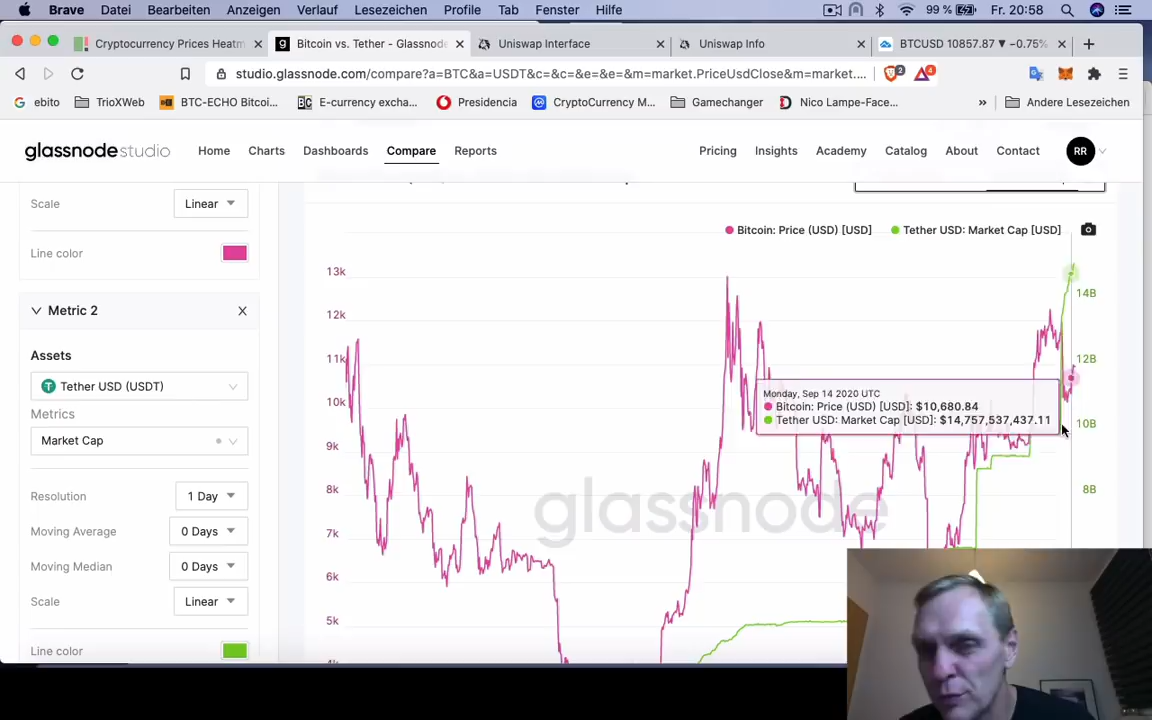 Brave Datei Bearbeiten Anzeigen Verlauf Lesezeichen Profile Tab Fenster Hilfe 99 % Fr. 20:58
Cryptocurrency Prices Heatm Bitcoin vs. Tether - Glassnode Uniswap Interface Uniswap Info BTCUSD 10857.87 ▼ −0.75%
studio.glassnode.com/compare?a=BTC&a=USDT&c=&c=&e=&e=&m=market.PriceUsdClose&m=market.... 2 4
ebito TrioXWeb BTC-ECHO Bitcoi... E-currency excha... Presidencia CryptoCurrency M... Gamechanger Nico Lampe-Face... » Andere Lesezeichen
glassnodestudio Home Charts Dashboards Compare Reports Pricing Insights Academy Catalog About Contact RR
Scale Linear
Line color
Bitcoin: Price (USD) [USD] Tether USD: Market Cap [USD]
Metric 2 X
Assets
Tether USD (USDT)
Metrics
Market Cap
Resolution 1 Day
Moving Average 0 Days
Moving Median 0 Days
Scale Linear
Line color
13k
12k
11k
10k
9k
8k
7k
6k
5k
4k
14B
12B
10B
8B
Monday, Sep 14 2020 UTC
Bitcoin: Price (USD) [USD]: $10,680.84
Tether USD: Market Cap [USD]: $14,757,537,437.11
glassnode